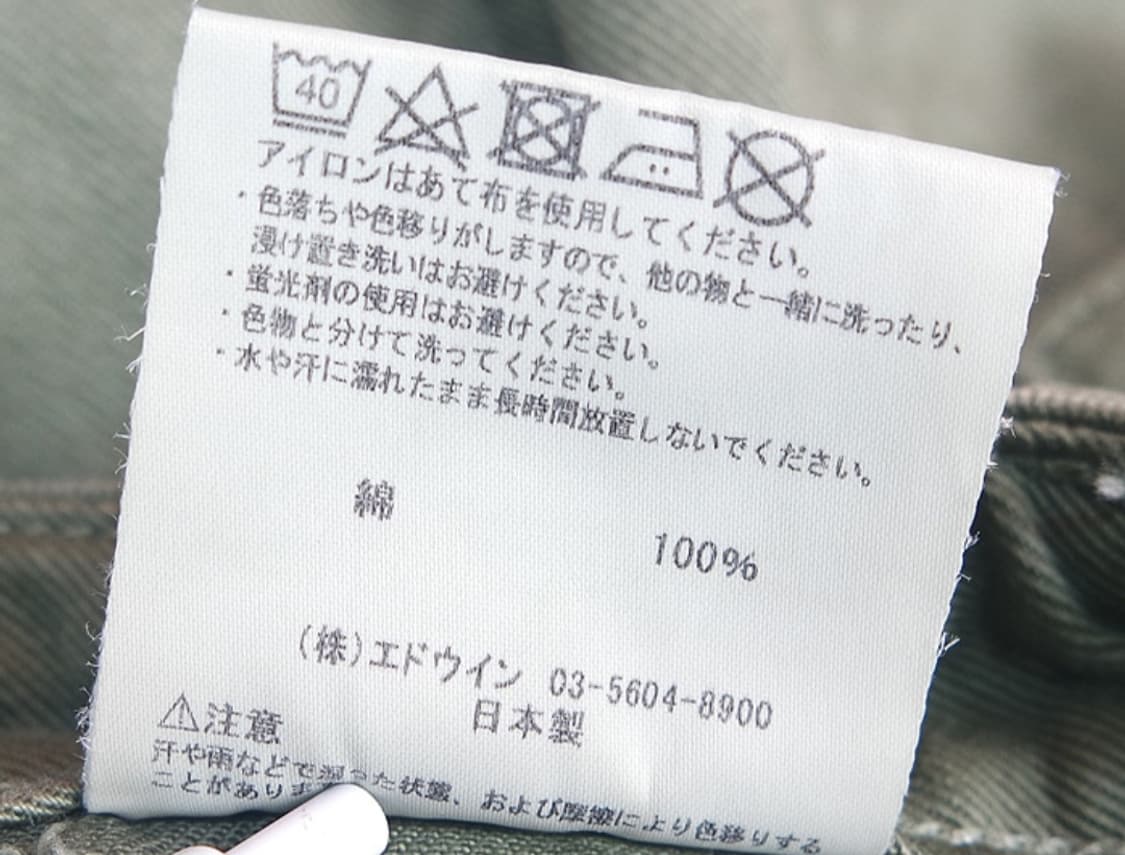 40
アイロンはあて布を使用してください。
・色落ちや色移りがしますので、他の物と一緒に洗ったり、
浸け置き洗いはお避けください。
・蛍光剤の使用はお避けください。
・色物と分けて洗ってください。
・水や汗に濡れたまま長時間放置しないでください。
綿
100%
(株)エドウイン 03-5604-8900
日本製
⚠注意
汗や雨などで湿った状態、および摩擦により色移りする
ことがあります